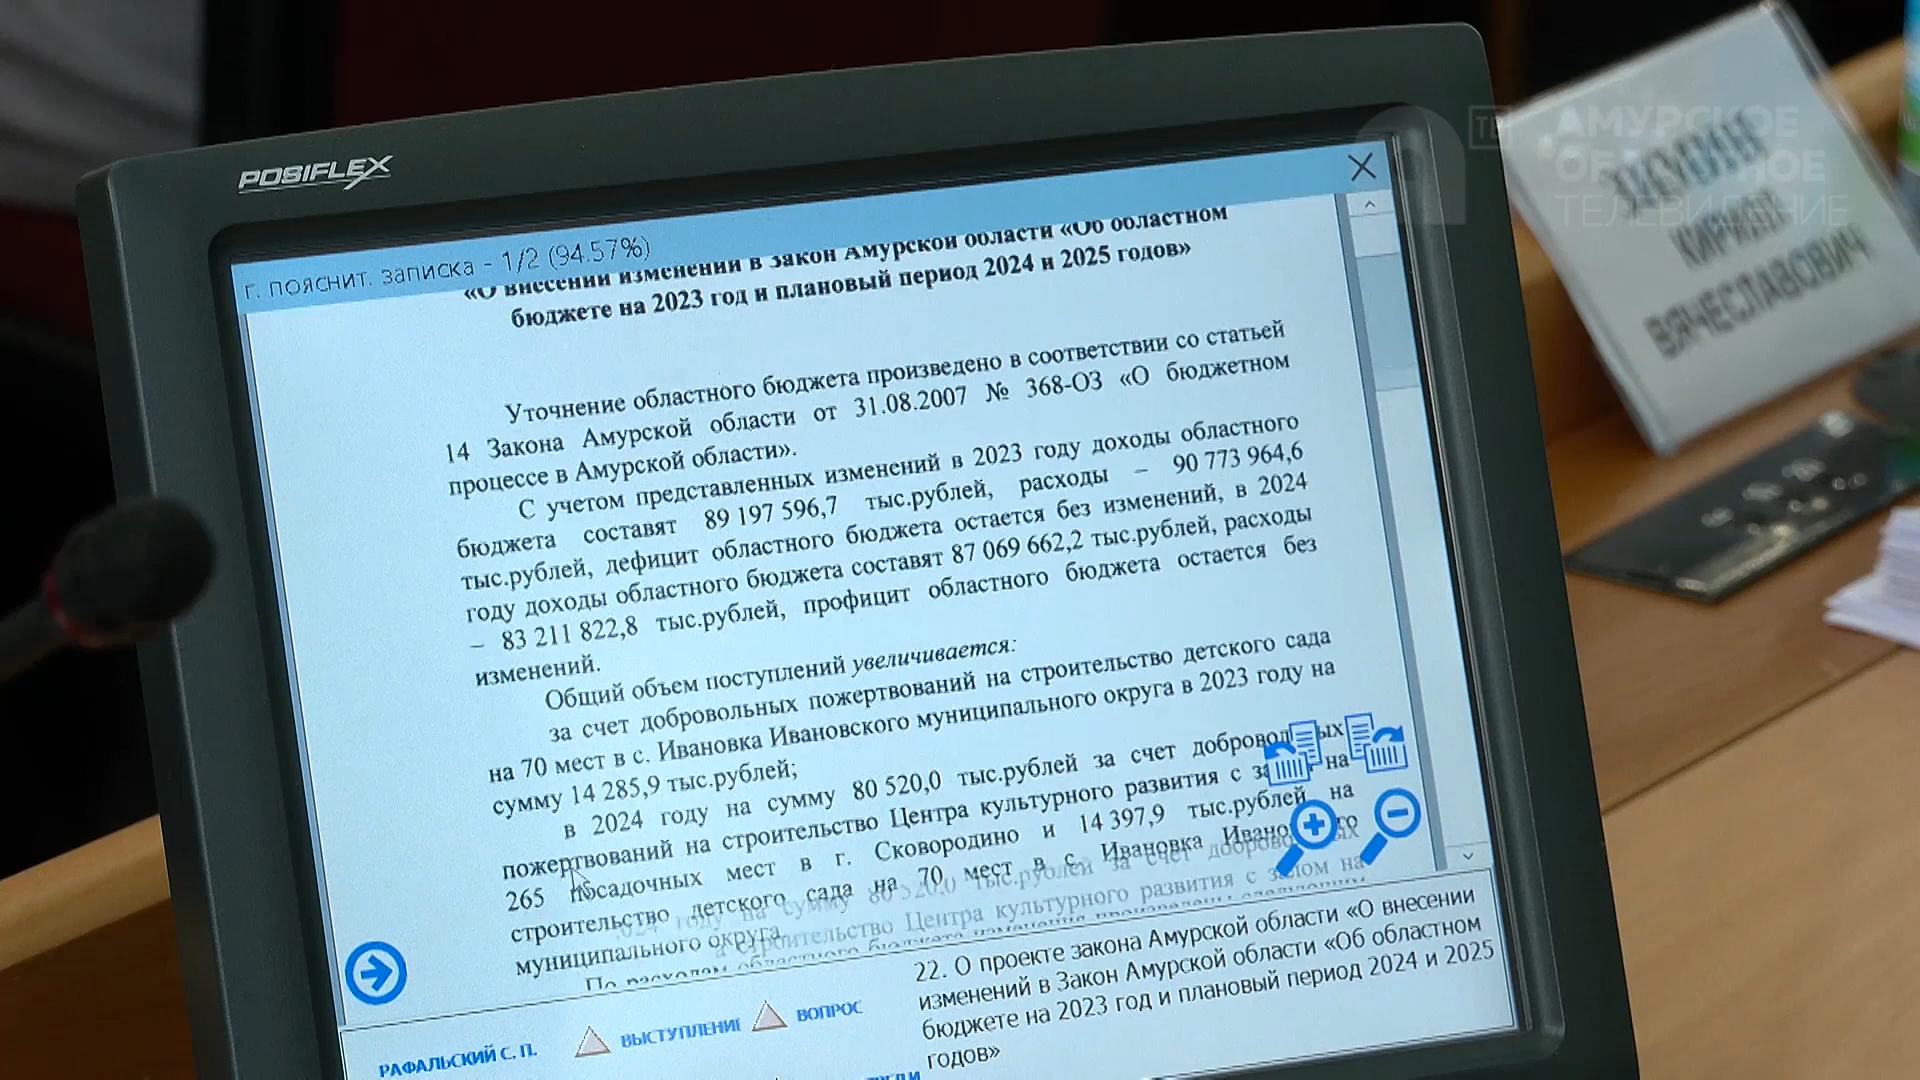 POSIFLEX
г. пояснит. записка - 1/2 (94.57%)
«О внесении изменений в закон Амурской области «Об областном
бюджете на 2023 год и плановый период 2024 и 2025 годов»
Уточнение областного бюджета произведено в соответствии со статьей
14 Закона Амурской области от 31.08.2007 № 368-ОЗ «О бюджетном
процессе в Амурской области».
С учетом представленных изменений в 2023 году доходы областного
бюджета составят 89 197 596,7 тыс.рублей, расходы – 90 773 964,6
тыс.рублей, дефицит областного бюджета остается без изменений, в 2024
году доходы областного бюджета составят 87 069 662,2 тыс.рублей, расходы
– 83 211 822,8 тыс.рублей, профицит областного бюджета остается без
изменений.
Общий объем поступлений увеличивается:
за счет добровольных пожертвований на строительство детского сада
на 70 мест в с. Ивановка Ивановского муниципального округа в 2023 году на
сумму 14 285,9 тыс.рублей;
в 2024 году на сумму 80 520,0 тыс.рублей за счет добровольных
пожертвований на строительство Центра культурного развития с залом на
265 посадочных мест в г. Сковородино и 14 397,9 тыс.рублей на
строительство детского сада на 70 мест в с. Ивановка Ивановского
муниципального округа.
По расходам областного бюджета изменения произведены
РАФАЛЬСКИЙ С. П.
ВЫСТУПЛЕНИЕ
ВОПРОС
22. О проекте закона Амурской области «О внесении
изменений в Закон Амурской области «Об областном
бюджете на 2023 год и плановый период 2024 и 2025
годов»
АМУРСКОЕ
ОБЛАСТНОЕ
ТЕЛЕВИДЕНИЕ
КИРИЛЛ
ВЯЧЕСЛАВОВИЧ